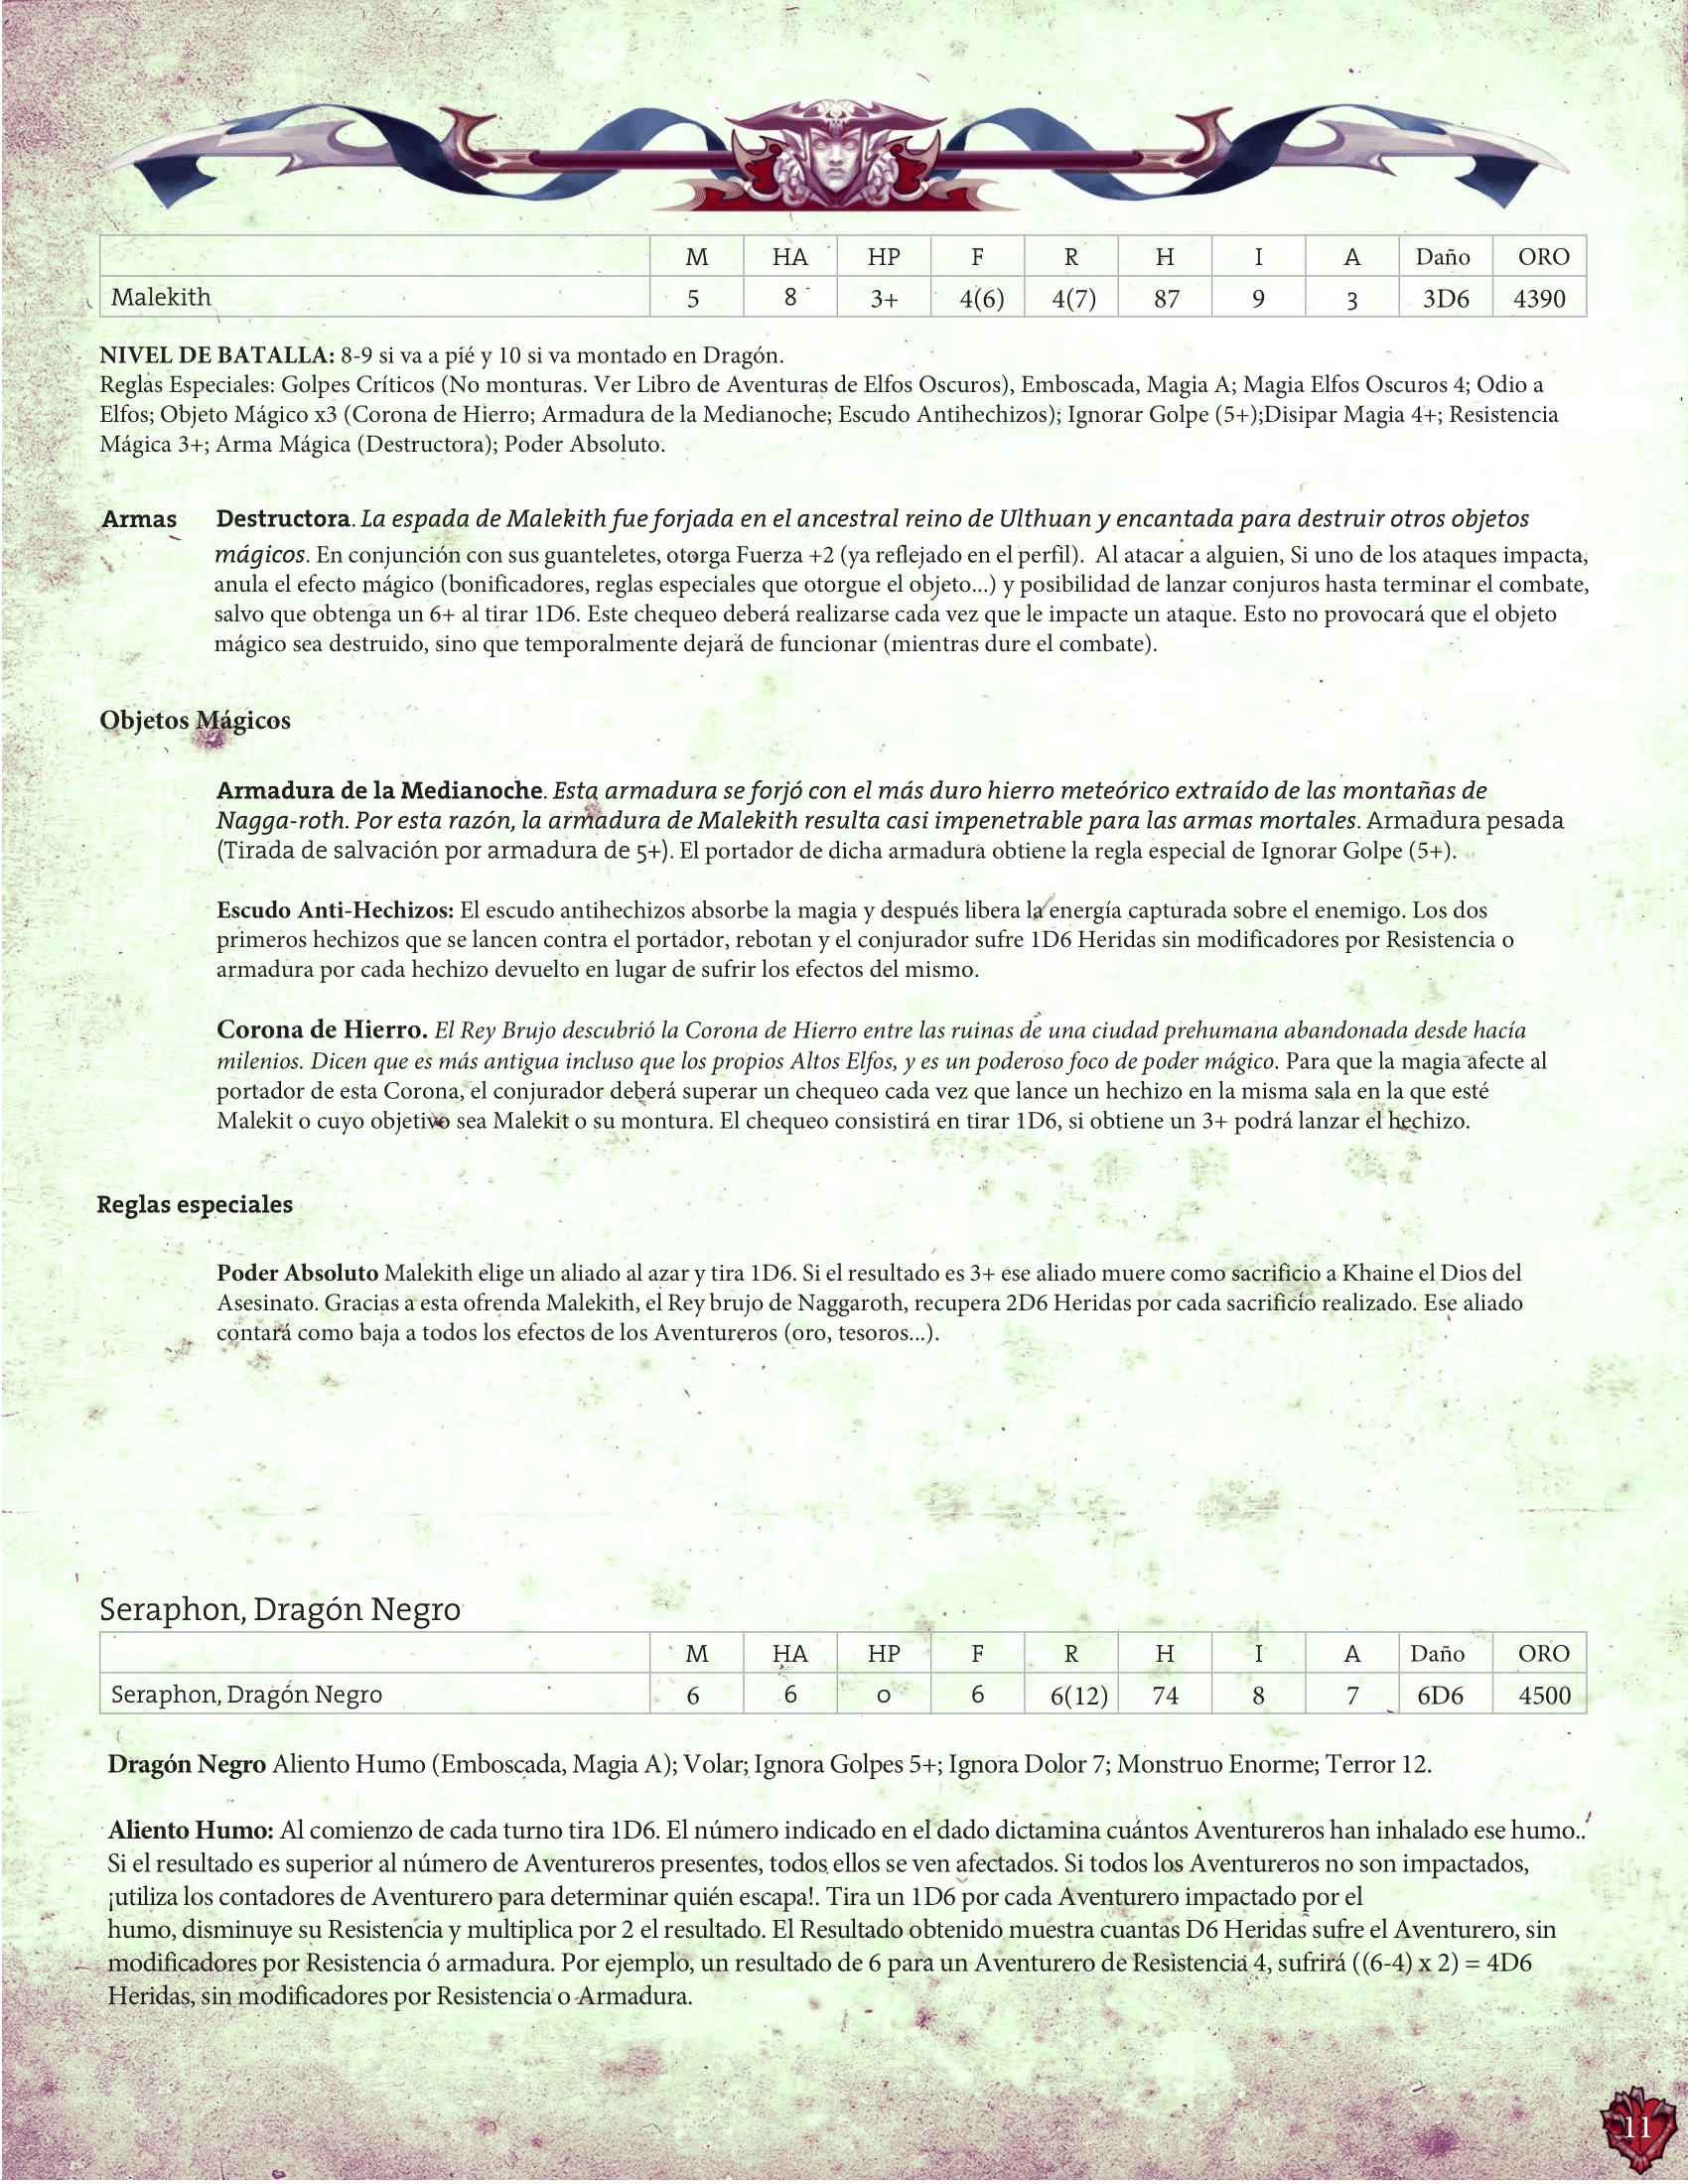 M HA HP F R H I A Daño ORO
Malekith 5 8 3+ 4(6) 4(7) 87 9 3 3D6 4390
NIVEL DE BATALLA: 8-9 si va a pié y 10 si va montado en Dragón.
Reglas Especiales: Golpes Críticos (No monturas. Ver Libro de Aventuras de Elfos Oscuros), Emboscada, Magia A; Magia Elfos Oscuros 4; Odio a
Elfos; Objeto Mágico x3 (Corona de Hierro; Armadura de la Medianoche; Escudo Antihechizos); Ignorar Golpe (5+);Disipar Magia 4+; Resistencia
Mágica 3+; Arma Mágica (Destructora); Poder Absoluto.
Armas Destructora. La espada de Malekith fue forjada en el ancestral reino de Ulthuan y encantada para destruir otros objetos
mágicos. En conjunción con sus guanteletes, otorga Fuerza +2 (ya reflejado en el perfil). Al atacar a alguien, Si uno de los ataques impacta,
anula el efecto mágico (bonificadores, reglas especiales que otorgue el objeto...) y posibilidad de lanzar conjuros hasta terminar el combate,
salvo que obtenga un 6+ al tirar 1D6. Este chequeo deberá realizarse cada vez que le impacte un ataque. Esto no provocará que el objeto
mágico sea destruido, sino que temporalmente dejará de funcionar (mientras dure el combate).
Objetos Mágicos
Armadura de la Medianoche. Esta armadura se forjó con el más duro hierro meteórico extraído de las montañas de
Nagga-roth. Por esta razón, la armadura de Malekith resulta casi impenetrable para las armas mortales. Armadura pesada
(Tirada de salvación por armadura de 5+). El portador de dicha armadura obtiene la regla especial de Ignorar Golpe (5+).
Escudo Anti-Hechizos: El escudo antihechizos absorbe la magia y después libera la energía capturada sobre el enemigo. Los dos
primeros hechizos que se lancen contra el portador, rebotan y el conjurador sufre 1D6 Heridas sin modificadores por Resistencia o
armadura por cada hechizo devuelto en lugar de sufrir los efectos del mismo.
Corona de Hierro. El Rey Brujo descubrió la Corona de Hierro entre las ruinas de una ciudad prehumana abandonada desde hacía
milenios. Dicen que es más antigua incluso que los propios Altos Elfos, y es un poderoso foco de poder mágico. Para que la magia afecte al
portador de esta Corona, el conjurador deberá superar un chequeo cada vez que lance un hechizo en la misma sala en la que esté
Malekit o cuyo objetivo sea Malekit o su montura. El chequeo consistirá en tirar 1D6, si obtiene un 3+ podrá lanzar el hechizo.
Reglas especiales
Poder Absoluto Malekith elige un aliado al azar y tira 1D6. Si el resultado es 3+ ese aliado muere como sacrificio a Khaine el Dios del
Asesinato. Gracias a esta ofrenda Malekith, el Rey brujo de Naggaroth, recupera 2D6 Heridas por cada sacrificio realizado. Ese aliado
contará como baja a todos los efectos de los Aventureros (oro, tesoros...).
Seraphon, Dragón Negro
M HA HP F R H I A Daño ORO
Seraphon, Dragón Negro 6 6 0 6 6(12) 74 8 7 6D6 4500
Dragón Negro Aliento Humo (Emboscada, Magia A); Volar; Ignora Golpes 5+; Ignora Dolor 7; Monstruo Enorme; Terror 12.
Aliento Humo: Al comienzo de cada turno tira 1D6. El número indicado en el dado dictamina cuántos Aventureros han inhalado ese humo..
Si el resultado es superior al número de Aventureros presentes, todos ellos se ven afectados. Si todos los Aventureros no son impactados,
¡utiliza los contadores de Aventurero para determinar quién escapa!. Tira un 1D6 por cada Aventurero impactado por el
humo, disminuye su Resistencia y multiplica por 2 el resultado. El Resultado obtenido muestra cuantas D6 Heridas sufre el Aventurero, sin
modificadores por Resistencia ó armadura. Por ejemplo, un resultado de 6 para un Aventurero de Resistencia 4, sufrirá ((6-4) x 2) = 4D6
Heridas, sin modificadores por Resistencia o Armadura.
11